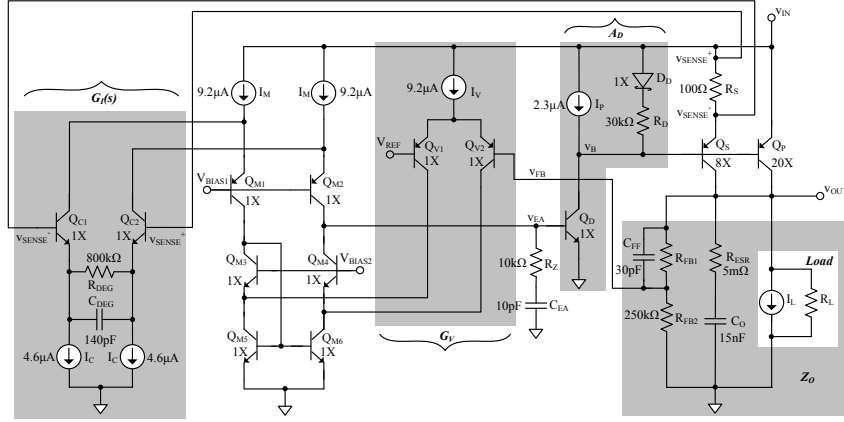 G_I(s)
9.2μA
I_M
I_M
9.2μA
9.2μA
I_V
A_D
2.3μA
I_P
1X
D_D
30kΩ
R_D
v_IN
v_SENSE+
100Ω
R_S
v_SENSE-
V_REF
Q_V1
1X
Q_V2
1X
v_B
Q_S
8X
Q_P
20X
V_BIAS1
Q_M1
1X
Q_M2
1X
v_FB
v_OU
Q_C1
1X
Q_C2
1X
v_SENSE-
v_SENSE+
v_EA
Q_D
1X
Q_M3
1X
Q_M4
1X
V_BIAS2
800kΩ
R_DEG
C_DEG
140pF
10kΩ
R_Z
10pF
C_EA
C_FF
30pF
R_FB1
R_ESR
5mΩ
Load
I_L
R_L
250kΩ
R_FB2
C_O
15nF
4.6μA
I_C
I_C
4.6μA
Q_M5
1X
Q_M6
1X
G_V
Z_O